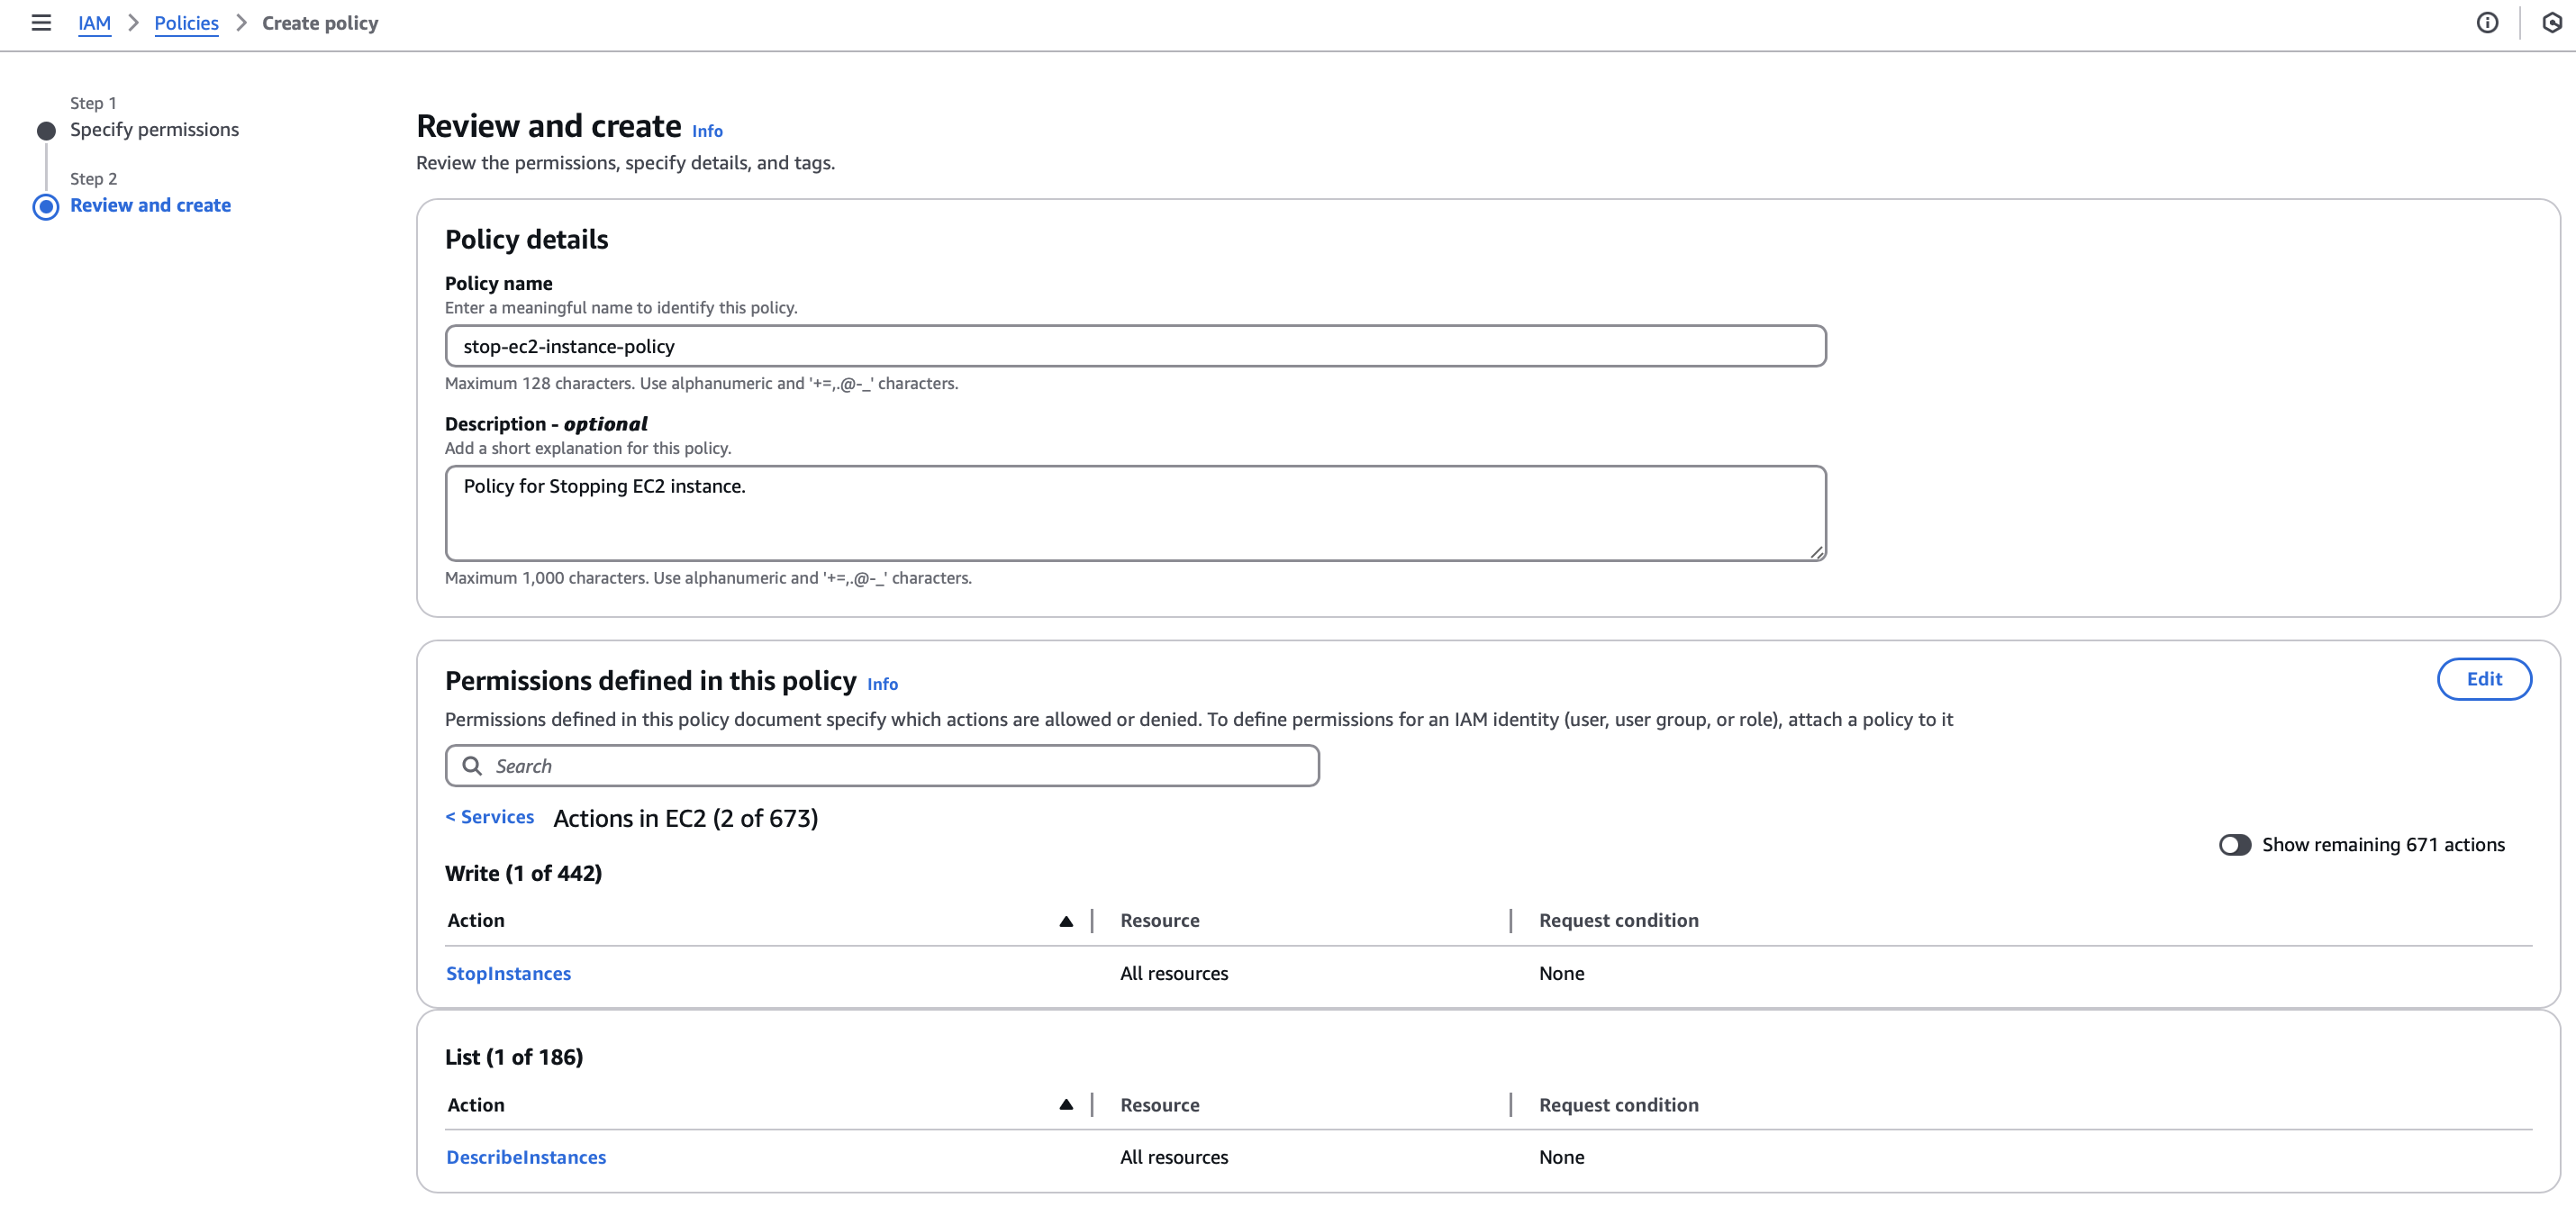 IAM > Policies > Create policy
Step 1
Specify permissions
Step 2
Review and create
Review and create Info
Review the permissions, specify details, and tags.
Policy details
Policy name
Enter a meaningful name to identify this policy.
stop-ec2-instance-policy
Maximum 128 characters. Use alphanumeric and '+=,.@-_' characters.
Description - optional
Add a short explanation for this policy.
Policy for Stopping EC2 instance.
Maximum 1,000 characters. Use alphanumeric and '+=,.@-_' characters.
Permissions defined in this policy Info
Edit
Permissions defined in this policy document specify which actions are allowed or denied. To define permissions for an IAM identity (user, user group, or role), attach a policy to it
Search
< Services Actions in EC2 (2 of 673)
Show remaining 671 actions
Write (1 of 442)
Action Resource Request condition
StopInstances All resources None
List (1 of 186)
Action Resource Request condition
DescribeInstances All resources None